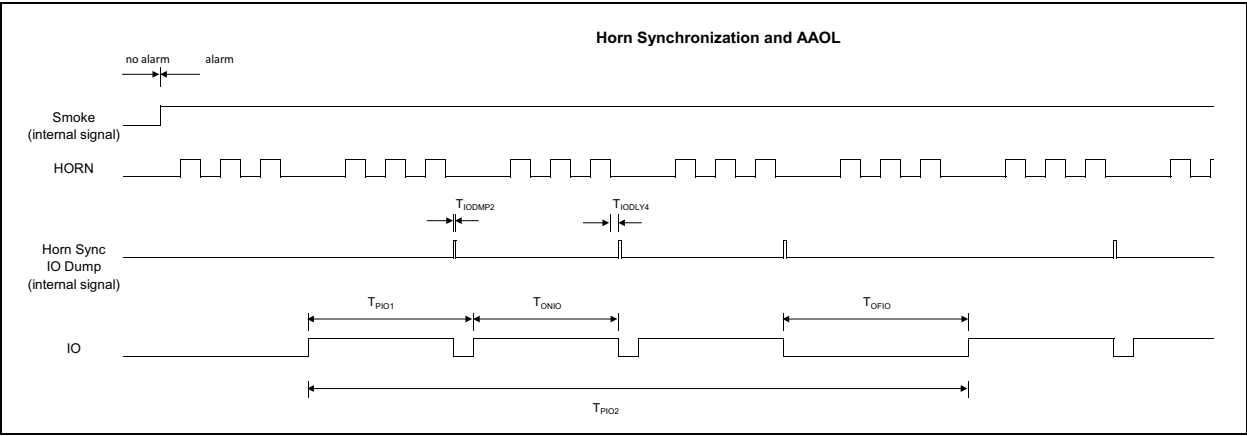 Horn Synchronization and AAOL
no alarm
alarm
Smoke
(internal signal)
HORN
TIODMP2
TIODLY4
Horn Sync
IO Dump
(internal signal)
TPIO1
TONIO
TOFIO
IO
TPIO2